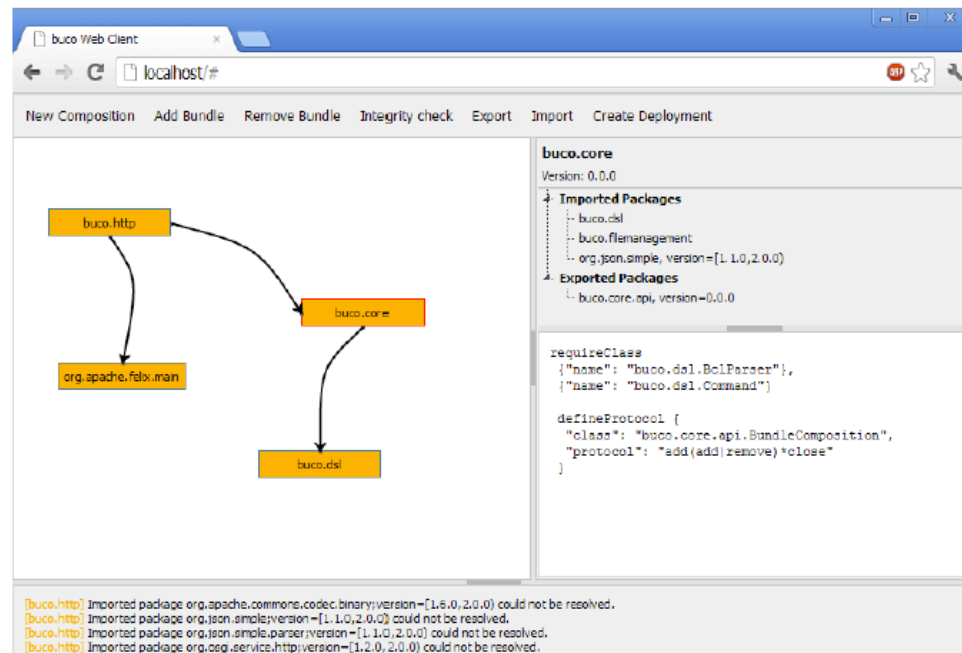 buco Web Client
localhost/#
ABP
New Composition Add Bundle Remove Bundle Integrity check Export Import Create Deployment
buco.http
buco.core
org.apache.felix.main
buco.dsl
buco.core
Version: 0.0.0
Imported Packages
buco.dsl
buco.filemanagement
org.json.simple, version=[1.1.0,2.0.0)
Exported Packages
buco.core.api, version=0.0.0
requireClass
{"name": "buco.dsl.BclParser"},
{"name": "buco.dsl.Command"}
defineProtocol {
"class": "buco.core.api.BundleComposition",
"protocol": "add(add|remove)*close"
}
[buco.http] Imported package org.apache.commons.codec.binary;version=[1.6.0,2.0.0) could not be resolved.
[buco.http] Imported package org.json.simple;version=[1.1.0,2.0.0) could not be resolved.
[buco.http] Imported package org.json.simple.parser;version=[1.1.0,2.0.0) could not be resolved.
[buco.http] Imported package org.osgi.service.http;version=[1.2.0,2.0.0) could not be resolved.